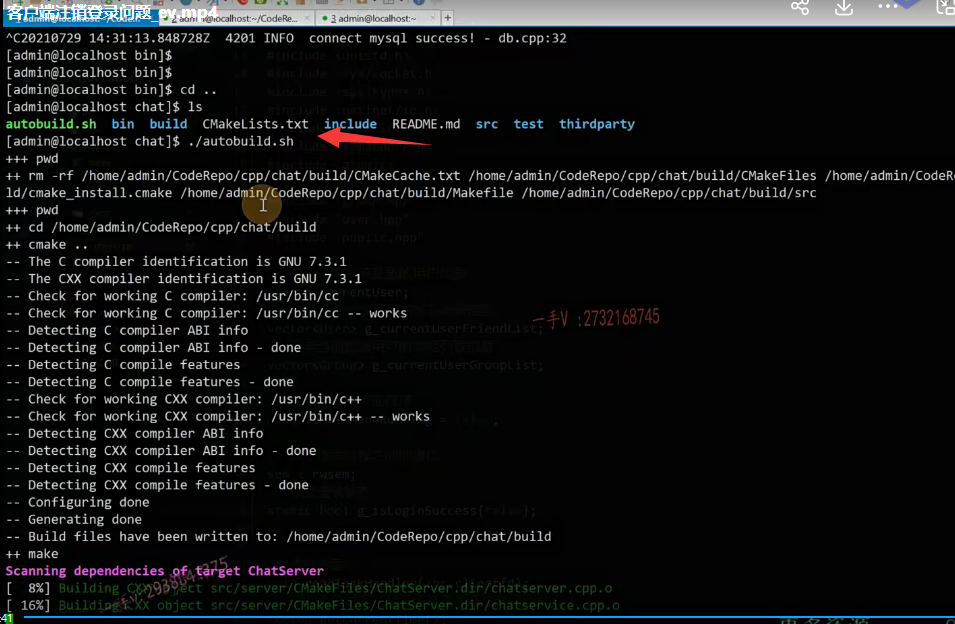 客户端注销登录问题_ev.mp4
2 admin@localhost:~/CodeRe...
3 admin@localhost:~
^C20210729 14:31:13.848728Z  4201 INFO  connect mysql success! - db.cpp:32
[admin@localhost bin]$
[admin@localhost bin]$
[admin@localhost bin]$ cd ..
[admin@localhost chat]$ ls
autobuild.sh  bin  build  CMakeLists.txt  include  README.md  src  test  thirdparty
[admin@localhost chat]$ ./autobuild.sh
+++ pwd
++ rm -rf /home/admin/CodeRepo/cpp/chat/build/CMakeCache.txt /home/admin/CodeRepo/cpp/chat/build/CMakeFiles /home/admin/CodeRe
ld/cmake_install.cmake /home/admin/CodeRepo/cpp/chat/build/Makefile /home/admin/CodeRepo/cpp/chat/build/src
+++ pwd
++ cd /home/admin/CodeRepo/cpp/chat/build
++ cmake ..
-- The C compiler identification is GNU 7.3.1
-- The CXX compiler identification is GNU 7.3.1
-- Check for working C compiler: /usr/bin/cc
-- Check for working C compiler: /usr/bin/cc -- works
一手V :2732168745
-- Detecting C compiler ABI info
g_currentUserFriendList;
-- Detecting C compiler ABI info - done
-- Detecting C compile features
g_currentUserGroupList;
-- Detecting C compile features - done
-- Check for working CXX compiler: /usr/bin/c++
-- Check for working CXX compiler: /usr/bin/c++ -- works
-- Detecting CXX compiler ABI info
-- Detecting CXX compiler ABI info - done
-- Detecting CXX compile features
-- Detecting CXX compile features - done
-- Configuring done
g_isLoginSuccess
-- Generating done
-- Build files have been written to: /home/admin/CodeRepo/cpp/chat/build
++ make
Scanning dependencies of target ChatServer
[  8%] Building CXX object src/server/CMakeFiles/ChatServer.dir/chatserver.cpp.o
[ 16%] Building CXX object src/server/CMakeFiles/ChatServer.dir/chatservice.cpp.o
:41